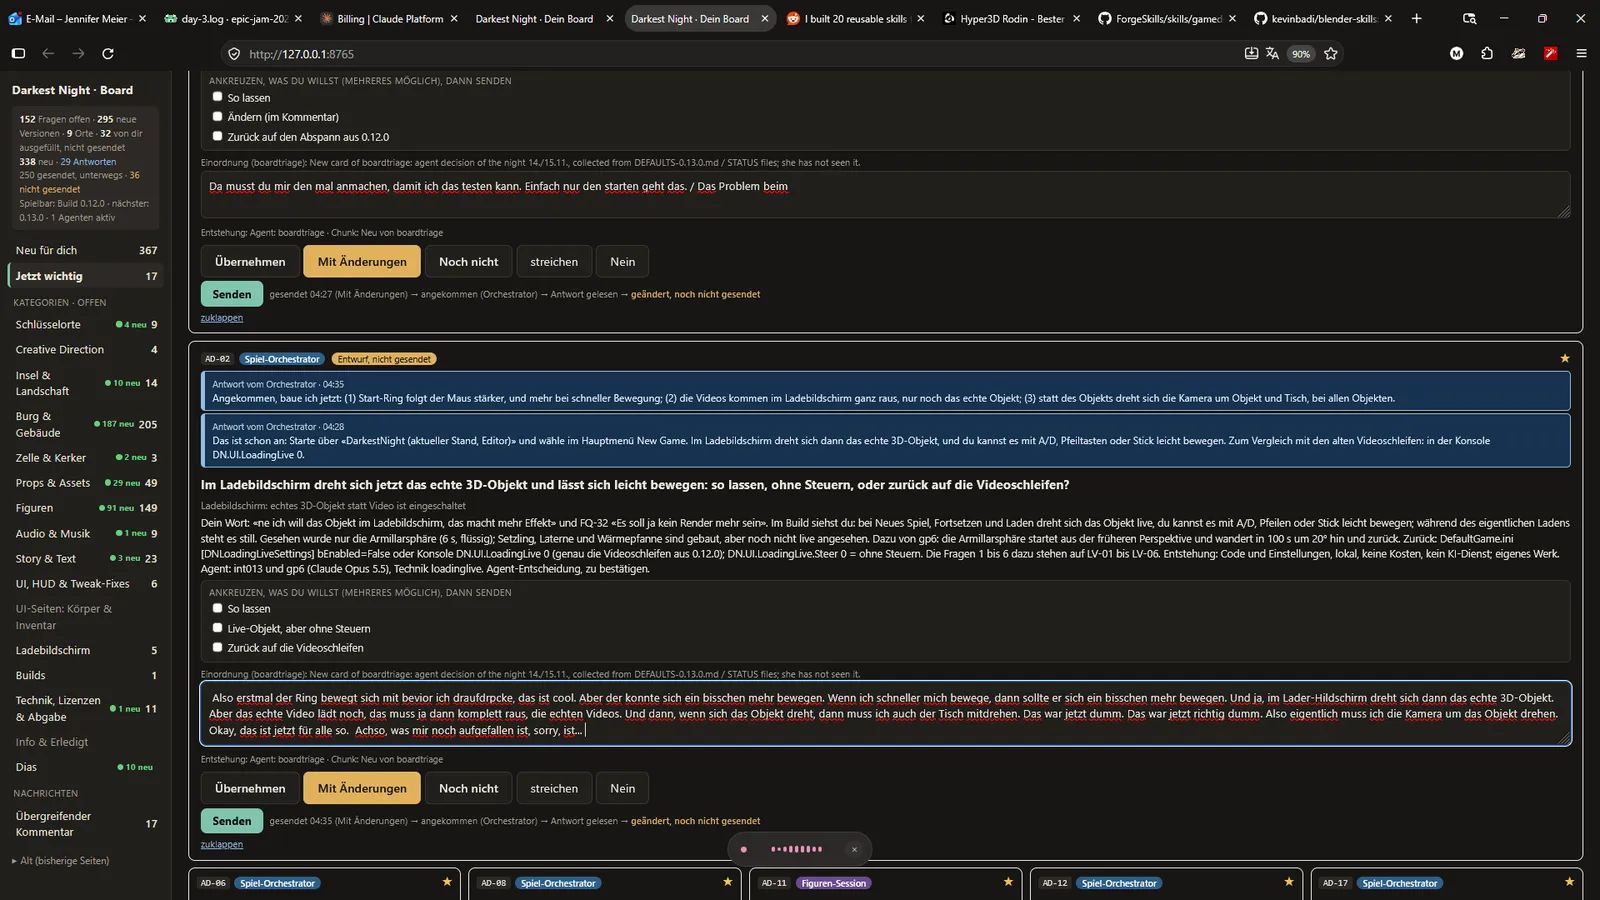 E-Mail – Jennifer Meier -
day-3.log · epic-jam-202
Billing | Claude Platform
Darkest Night · Dein Board
Darkest Night · Dein Board
I built 20 reusable skills
Hyper3D Rodin - Bester
ForgeSkills/skills/gamed
kevinbadi/blender-skills:
http://127.0.0.1:8765
90%
Darkest Night · Board
152 Fragen offen · 295 neue
Versionen · 9 Orte · 32 von dir
ausgefüllt, nicht gesendet
338 neu · 29 Antworten
250 gesendet, unterwegs · 36
nicht gesendet
Spielbar: Build 0.12.0 · nächster:
0.13.0 · 1 Agenten aktiv
Neu für dich 367
Jetzt wichtig 17
KATEGORIEN · OFFEN
Schlüsselorte 4 neu 9
Creative Direction 4
Insel &
Landschaft 10 neu 14
Burg &
Gebäude 187 neu 205
Zelle & Kerker 2 neu 3
Props & Assets 29 neu 49
Figuren 91 neu 149
Audio & Musik 1 neu 9
Story & Text 3 neu 23
UI, HUD & Tweak-Fixes 6
UI-Seiten: Körper &
Inventar
Ladebildschirm 5
Builds 1
Technik, Lizenzen
& Abgabe 1 neu 11
Info & Erledigt
Dias 10 neu
NACHRICHTEN
Übergreifender
Kommentar 17
▸ Alt (bisherige Seiten)
ANKREUZEN, WAS DU WILLST (MEHRERES MÖGLICH), DANN SENDEN
So lassen
Ändern (im Kommentar)
Zurück auf den Abspann aus 0.12.0
Einordnung (boardtriage): New card of boardtriage: agent decision of the night 14./15.11., collected from DEFAULTS-0.13.0.md / STATUS files; she has not seen it.
Da musst du mir den mal anmachen, damit ich das testen kann. Einfach nur den starten geht das. / Das Problem beim
Entstehung: Agent: boardtriage · Chunk: Neu von boardtriage
Übernehmen Mit Änderungen Noch nicht streichen Nein
Senden gesendet 04:27 (Mit Änderungen) → angekommen (Orchestrator) → Antwort gelesen → geändert, noch nicht gesendet
zuklappen
AD-02 Spiel-Orchestrator Entwurf, nicht gesendet
Antwort vom Orchestrator · 04:35
Angekommen, baue ich jetzt: (1) Start-Ring folgt der Maus stärker, und mehr bei schneller Bewegung; (2) die Videos kommen im Ladebildschirm ganz raus, nur noch das echte Objekt; (3) statt des Objekts dreht sich die Kamera um Objekt und Tisch, bei allen Objekten.
Antwort vom Orchestrator · 04:28
Das ist schon an: Starte über «DarkestNight (aktueller Stand, Editor)» und wähle im Hauptmenü New Game. Im Ladebildschirm dreht sich dann das echte 3D-Objekt, und du kannst es mit A/D, Pfeiltasten oder Stick leicht bewegen. Zum Vergleich mit den alten Videoschleifen: in der Konsole
DN.UI.LoadingLive 0.
Im Ladebildschirm dreht sich jetzt das echte 3D-Objekt und lässt sich leicht bewegen: so lassen, ohne Steuern, oder zurück auf die Videoschleifen?
Ladebildschirm: echtes 3D-Objekt statt Video ist eingeschaltet
Dein Wort: «ne ich will das Objekt im Ladebildschirm, das macht mehr Effekt» und FQ-32 «Es soll ja kein Render mehr sein». Im Build siehst du: bei Neues Spiel, Fortsetzen und Laden dreht sich das Objekt live, du kannst es mit A/D, Pfeilen oder Stick leicht bewegen; während des eigentlichen Ladens
steht es still. Gesehen wurde nur die Armillarsphäre (6 s, flüssig); Setzling, Laterne und Wärmepfanne sind gebaut, aber noch nicht live angesehen. Dazu von gp6: die Armillarsphäre startet aus der früheren Perspektive und wandert in 100 s um 20° hin und zurück. Zurück: DefaultGame.ini
[DNLoadingLiveSettings] bEnabled=False oder Konsole DN.UI.LoadingLive 0 (genau die Videoschleifen aus 0.12.0); DN.UI.LoadingLive.Steer 0 = ohne Steuern. Die Fragen 1 bis 6 dazu stehen auf LV-01 bis LV-06. Entstehung: Code und Einstellungen, lokal, keine Kosten, kein KI-Dienst; eigenes Werk.
Agent: int013 und gp6 (Claude Opus 5.5), Technik loadinglive. Agent-Entscheidung, zu bestätigen.
ANKREUZEN, WAS DU WILLST (MEHRERES MÖGLICH), DANN SENDEN
So lassen
Live-Objekt, aber ohne Steuern
Zurück auf die Videoschleifen
Einordnung (boardtriage): New card of boardtriage: agent decision of the night 14./15.11., collected from DEFAULTS-0.13.0.md / STATUS files; she has not seen it.
Also erstmal der Ring bewegt sich mit bevior ich draufdrpcke, das ist cool. Aber der konnte sich ein bisschen mehr bewegen. Wenn ich schneller mich bewege, dann sollte er sich ein bisschen mehr bewegen. Und ja, im Lader-Hildschirm dreht sich dann das echte 3D-Objekt.
Aber das echte Video lädt noch, das muss ja dann komplett raus, die echten Videos. Und dann, wenn sich das Objekt dreht, dann muss ich auch der Tisch mitdrehen. Das war jetzt dumm. Das war jetzt richtig dumm. Also eigentlich muss ich die Kamera um das Objekt drehen.
Okay, das ist jetzt für alle so. Achso, was mir noch aufgefallen ist, sorry, ist...
Entstehung: Agent: boardtriage · Chunk: Neu von boardtriage
Übernehmen Mit Änderungen Noch nicht streichen Nein
Senden gesendet 04:35 (Mit Änderungen) → angekommen (Orchestrator) → Antwort gelesen → geändert, noch nicht gesendet
zuklappen
AD-06 Spiel-Orchestrator
AD-08 Spiel-Orchestrator
AD-11 Figuren-Session
AD-12 Spiel-Orchestrator
AD-17 Spiel-Orchestrator